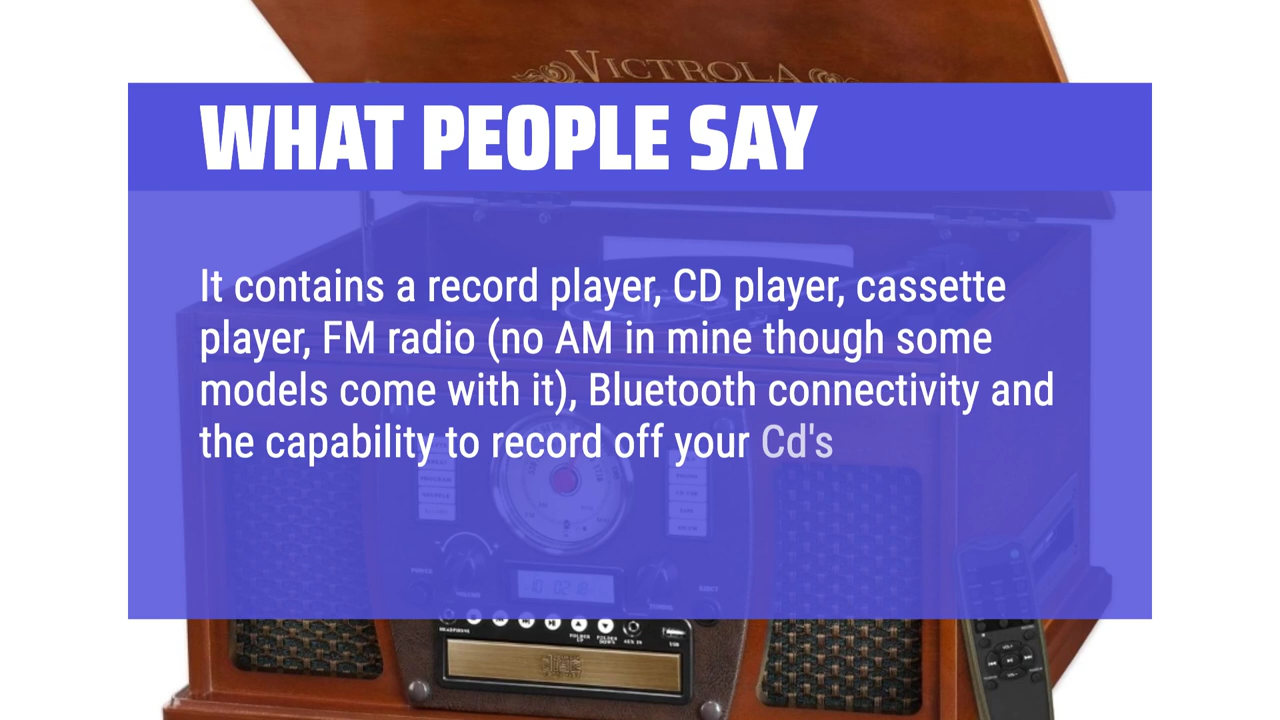 VICTROLA
WHAT PEOPLE SAY
It contains a record player, CD player, cassette
player, FM radio (no AM in mine though some
models come with it), Bluetooth connectivity and
the capability to record off your Cd's